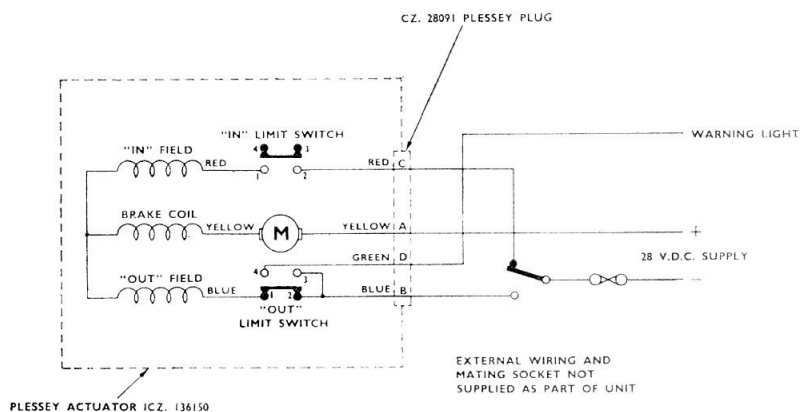 CZ. 28091 PLESSEY PLUG
"IN" LIMIT SWITCH
WARNING LIGHT
"IN" FIELD
4 3
RED
1 2
RED C
BRAKE COIL
YELLOW
M
YELLOW A
+
GREEN D
28 V.D.C. SUPPLY
−
"OUT" FIELD
4 3
BLUE
1 2
BLUE B
"OUT"
LIMIT SWITCH
EXTERNAL WIRING AND
MATING SOCKET NOT
SUPPLIED AS PART OF UNIT
PLESSEY ACTUATOR ICZ. 136150